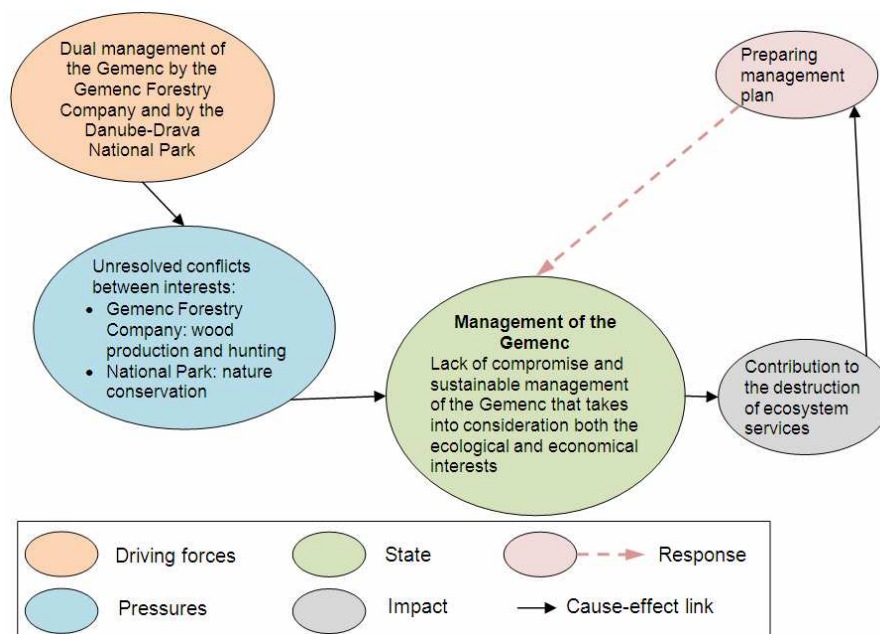 Dual management of
the Gemenc by the
Gemenc Forestry
Company and by the
Danube-Drava
National Park
Preparing
management
plan
Unresolved conflicts
between interests:
• Gemenc Forestry
Company: wood
production and hunting
• National Park: nature
conservation
Management of the
Gemenc
Lack of compromise and
sustainable management
of the Gemenc that takes
into consideration both the
ecological and economical
interests
Contribution to
the destruction
of ecosystem
services
Driving forces
State
Response
Pressures
Impact
Cause-effect link